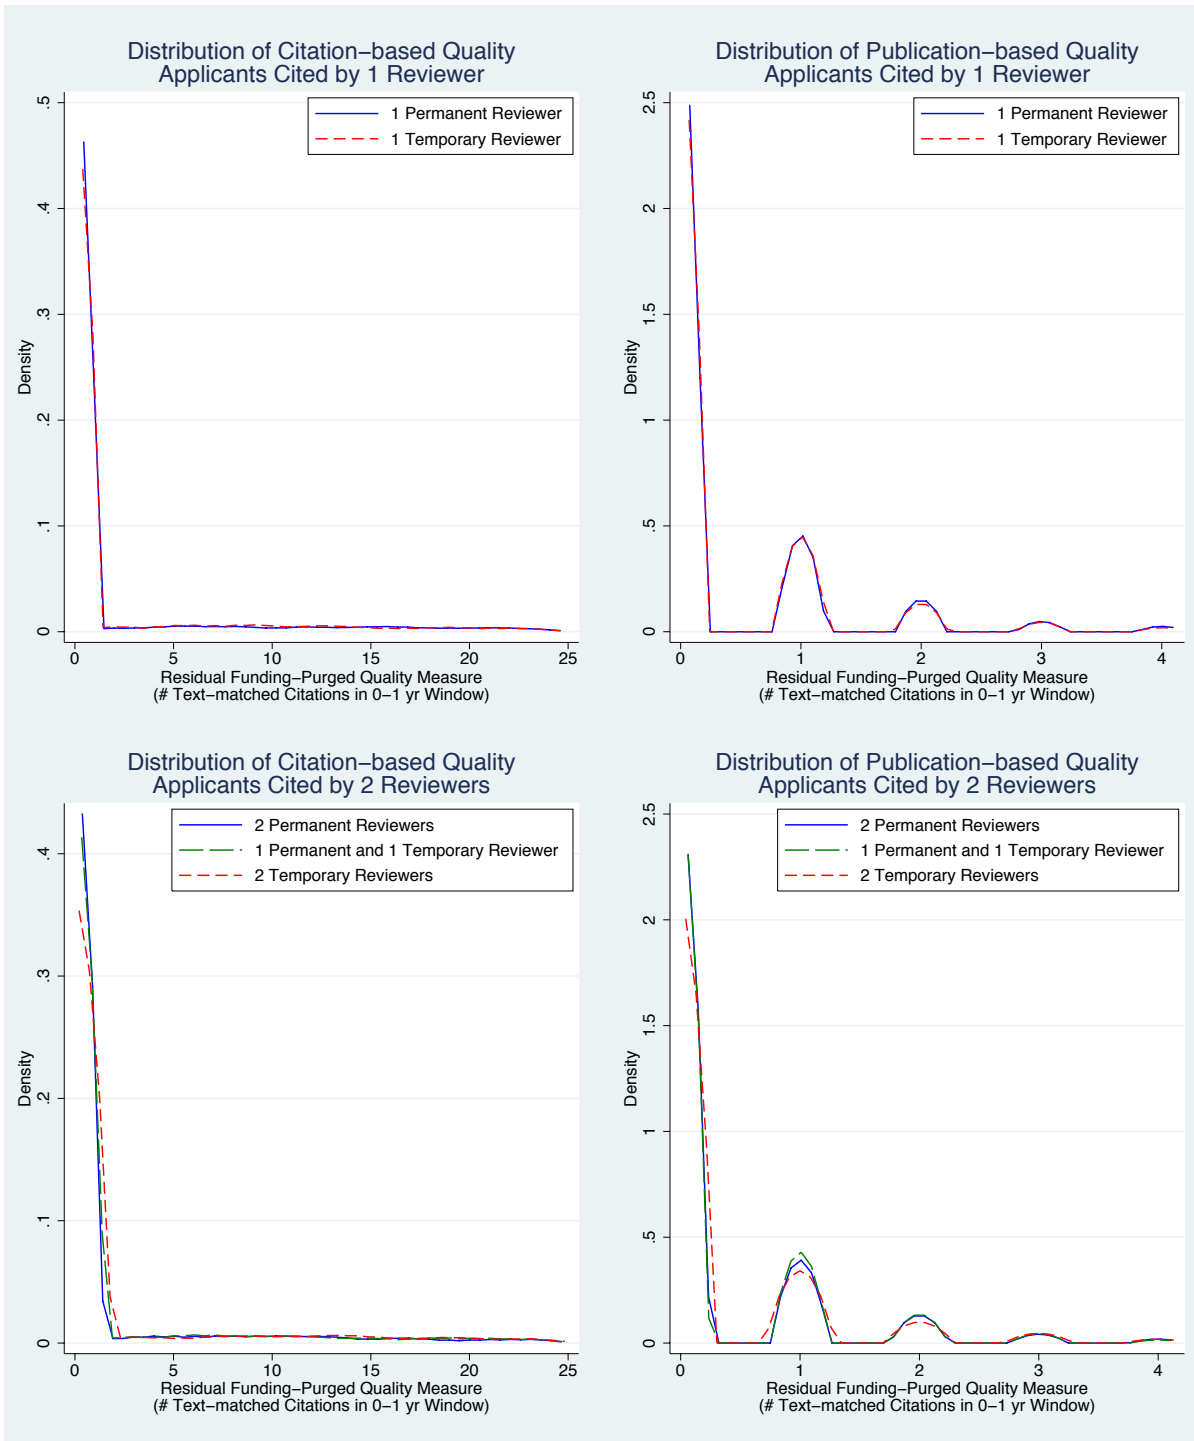 Distribution of Citation−based Quality
Applicants Cited by 1 Reviewer
1 Permanent Reviewer
1 Temporary Reviewer
.5
.4
.3
.2
.1
0
Density
0 5 10 15 20 25
Residual Funding−Purged Quality Measure
(# Text−matched Citations in 0−1 yr Window)
Distribution of Publication−based Quality
Applicants Cited by 1 Reviewer
1 Permanent Reviewer
1 Temporary Reviewer
2.5
2
1.5
1
.5
0
Density
0 1 2 3 4
Residual Funding−Purged Quality Measure
(# Text−matched Citations in 0−1 yr Window)
Distribution of Citation−based Quality
Applicants Cited by 2 Reviewers
2 Permanent Reviewers
1 Permanent and 1 Temporary Reviewer
2 Temporary Reviewers
.4
.3
.2
.1
0
Density
0 5 10 15 20 25
Residual Funding−Purged Quality Measure
(# Text−matched Citations in 0−1 yr Window)
Distribution of Publication−based Quality
Applicants Cited by 2 Reviewers
2 Permanent Reviewers
1 Permanent and 1 Temporary Reviewer
2 Temporary Reviewers
2.5
2
1.5
1
.5
0
Density
0 1 2 3 4
Residual Funding−Purged Quality Measure
(# Text−matched Citations in 0−1 yr Window)